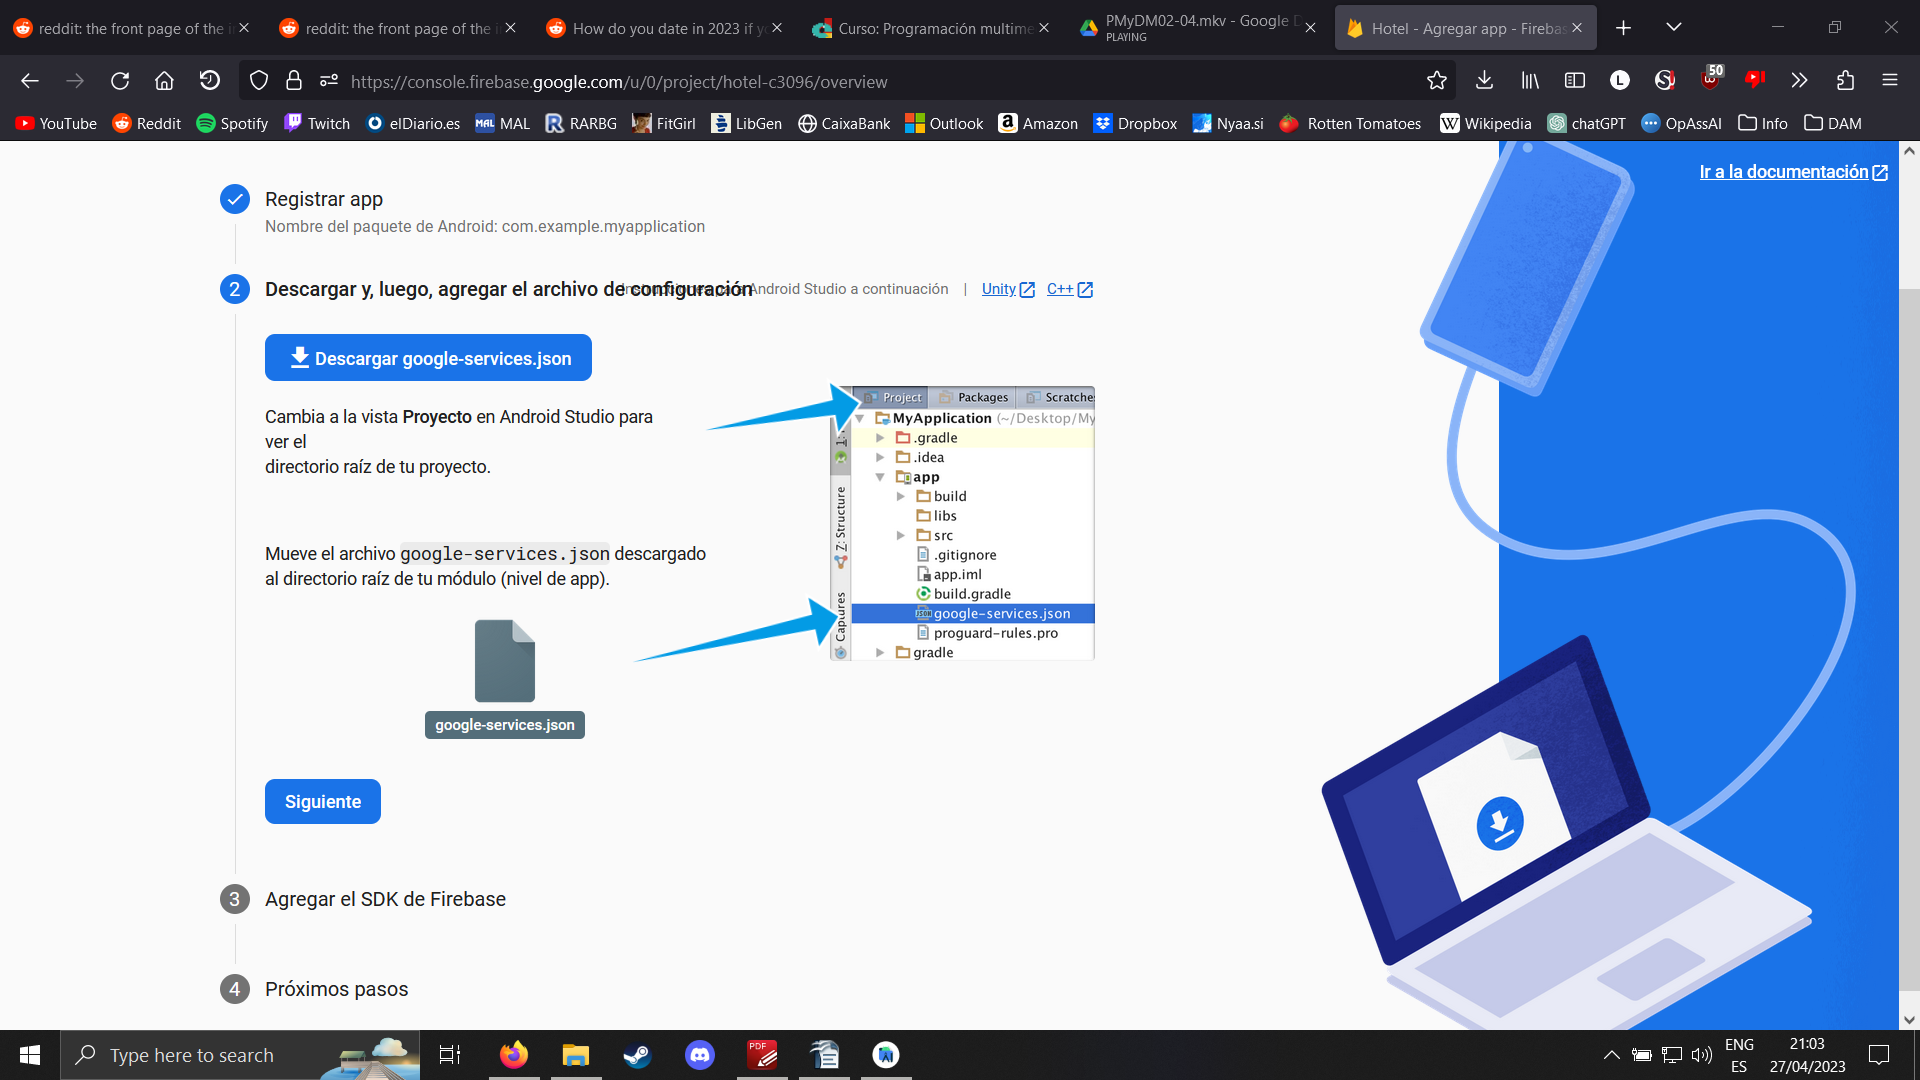 reddit: the front page of the i
reddit: the front page of the i
How do you date in 2023 if y
Curso: Programación multime
PMyDM02-04.mkv - Google D
PLAYING
Hotel - Agregar app - Firebas
https://console.firebase.google.com/u/0/project/hotel-c3096/overview
50
YouTube
Reddit
Spotify
Twitch
elDiario.es
MAL
MAL
RARBG
FitGirl
LibGen
CaixaBank
Outlook
Amazon
Dropbox
Nyaa.si
Rotten Tomatoes
Wikipedia
chatGPT
OpAssAI
Info
DAM
Ir a la documentación
Registrar app
Nombre del paquete de Android: com.example.myapplication
2
Descargar y, luego, agregar el archivo de configuración
Instrucciones para Android Studio a continuación | Unity C++
Descargar google-services.json
Cambia a la vista Proyecto en Android Studio para
ver el
directorio raíz de tu proyecto.
Mueve el archivo google-services.json descargado
al directorio raíz de tu módulo (nivel de app).
google-services.json
Project
Packages
Scratches
MyApplication (~/Desktop/My
.gradle
.idea
app
build
libs
src
.gitignore
app.iml
build.gradle
google-services.json
proguard-rules.pro
gradle
Z: Structure
Captures
Siguiente
3
Agregar el SDK de Firebase
4
Próximos pasos
Type here to search
PDF
ENG
ES
21:03
27/04/2023